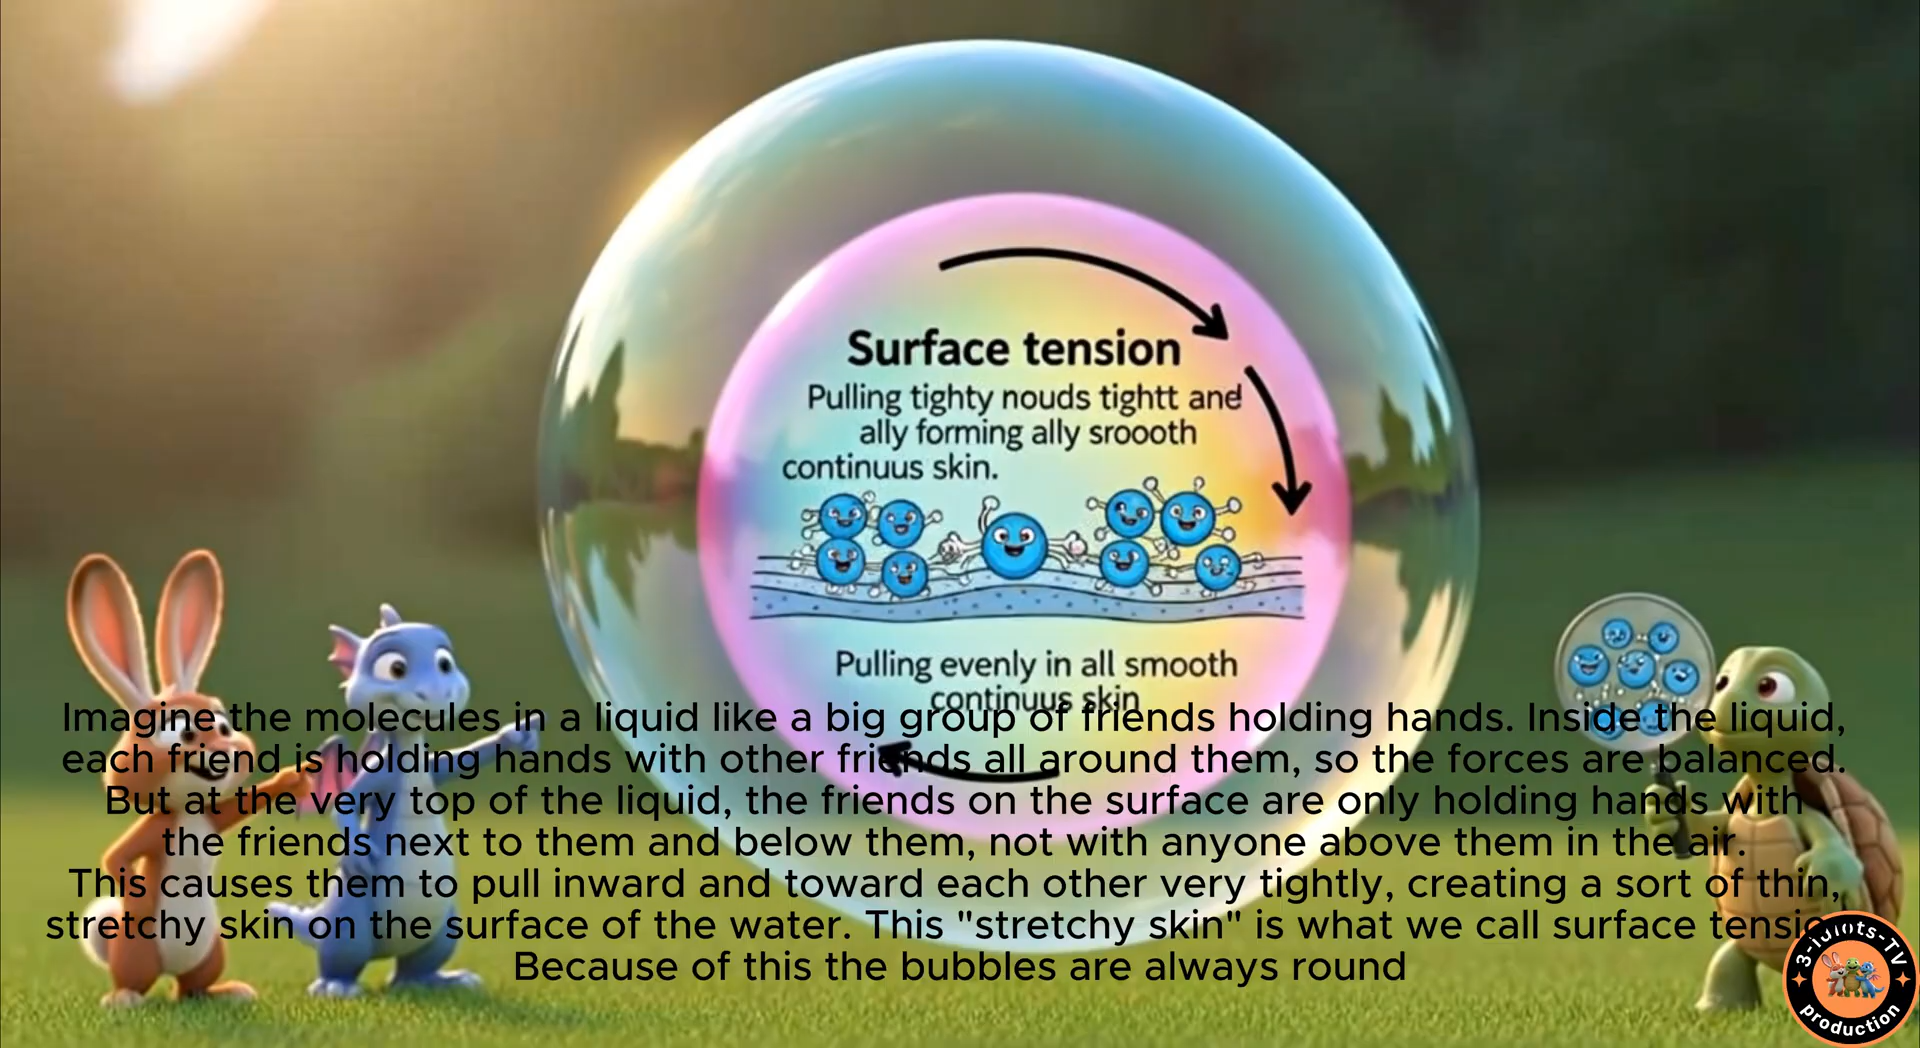 Surface tension
Pulling tighty nouds tightt and
ally forming ally sroooth
continuus skin.
Pulling evenly in all smooth
continuus skin
Imagine the molecules in a liquid like a big group of friends holding hands. Inside the liquid,
each friend is holding hands with other friends all around them, so the forces are balanced.
But at the very top of the liquid, the friends on the surface are only holding hands with
the friends next to them and below them, not with anyone above them in the air.
This causes them to pull inward and toward each other very tightly, creating a sort of thin,
stretchy skin on the surface of the water. This "stretchy skin" is what we call surface
Because of this the bubbles are always round
3-idiots-TV
production